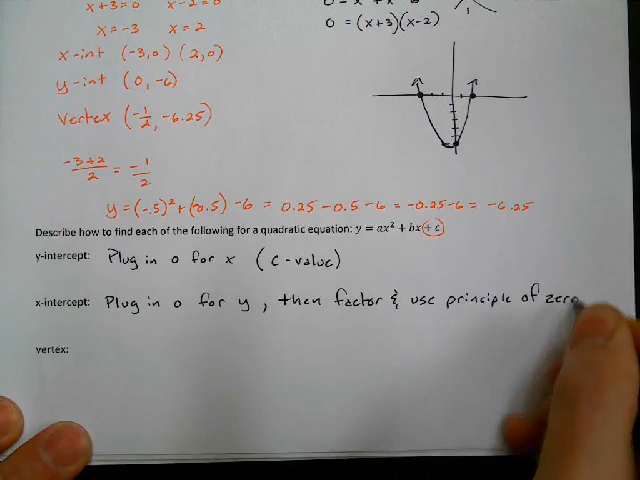 x+3=0 x-2=0
x=-3 x=2
0=(x+3)(x-2)
x-int (-3,0) (2,0)
y-int (0,-6)
vertex (-1/2, -6.25)
-3+2/2 = -1/2
y=(-.5)²+(-0.5)-6 = 0.25-0.5-6 = -0.25-6 = -6.25
Describe how to find each of the following for a quadratic equation: y = ax² + bx + c
y-intercept: Plug in 0 for x (c-value)
x-intercept: Plug in 0 for y, then factor & use principle of zero
vertex: